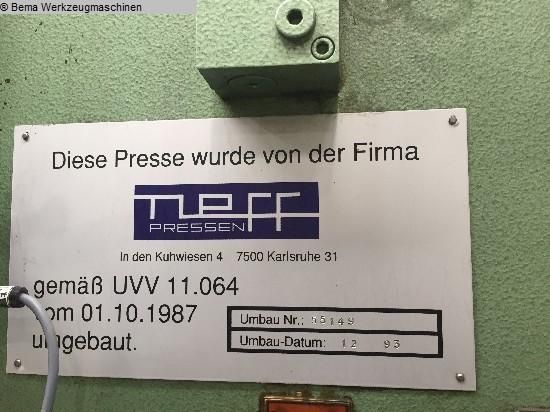 © Bema Werkzeugmaschinen
Diese Presse wurde von der Firma
neff
PRESSEN
In den Kuhwiesen 4 7500 Karlsruhe 31
gemäß UVV 11.064
vom 01.10.1987
umgebaut.
Umbau Nr.: 55149
Umbau-Datum: 12 93